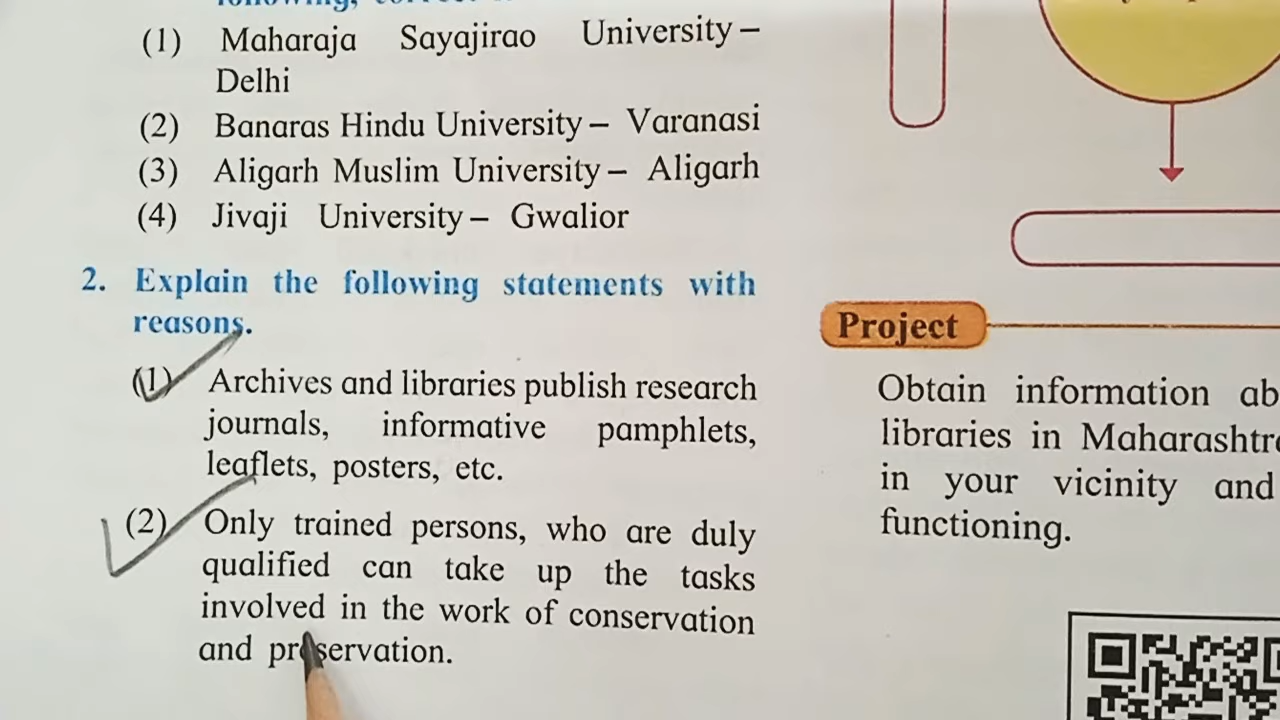 (1) Maharaja Sayajirao University –
Delhi
(2) Banaras Hindu University – Varanasi
(3) Aligarh Muslim University – Aligarh
(4) Jivaji University – Gwalior
2. Explain the following statements with
reasons.
(1) Archives and libraries publish research
journals, informative pamphlets,
leaflets, posters, etc.
(2) Only trained persons, who are duly
qualified can take up the tasks
involved in the work of conservation
and preservation.
Project
Obtain information
libraries in
in your vicinity and
functioning.